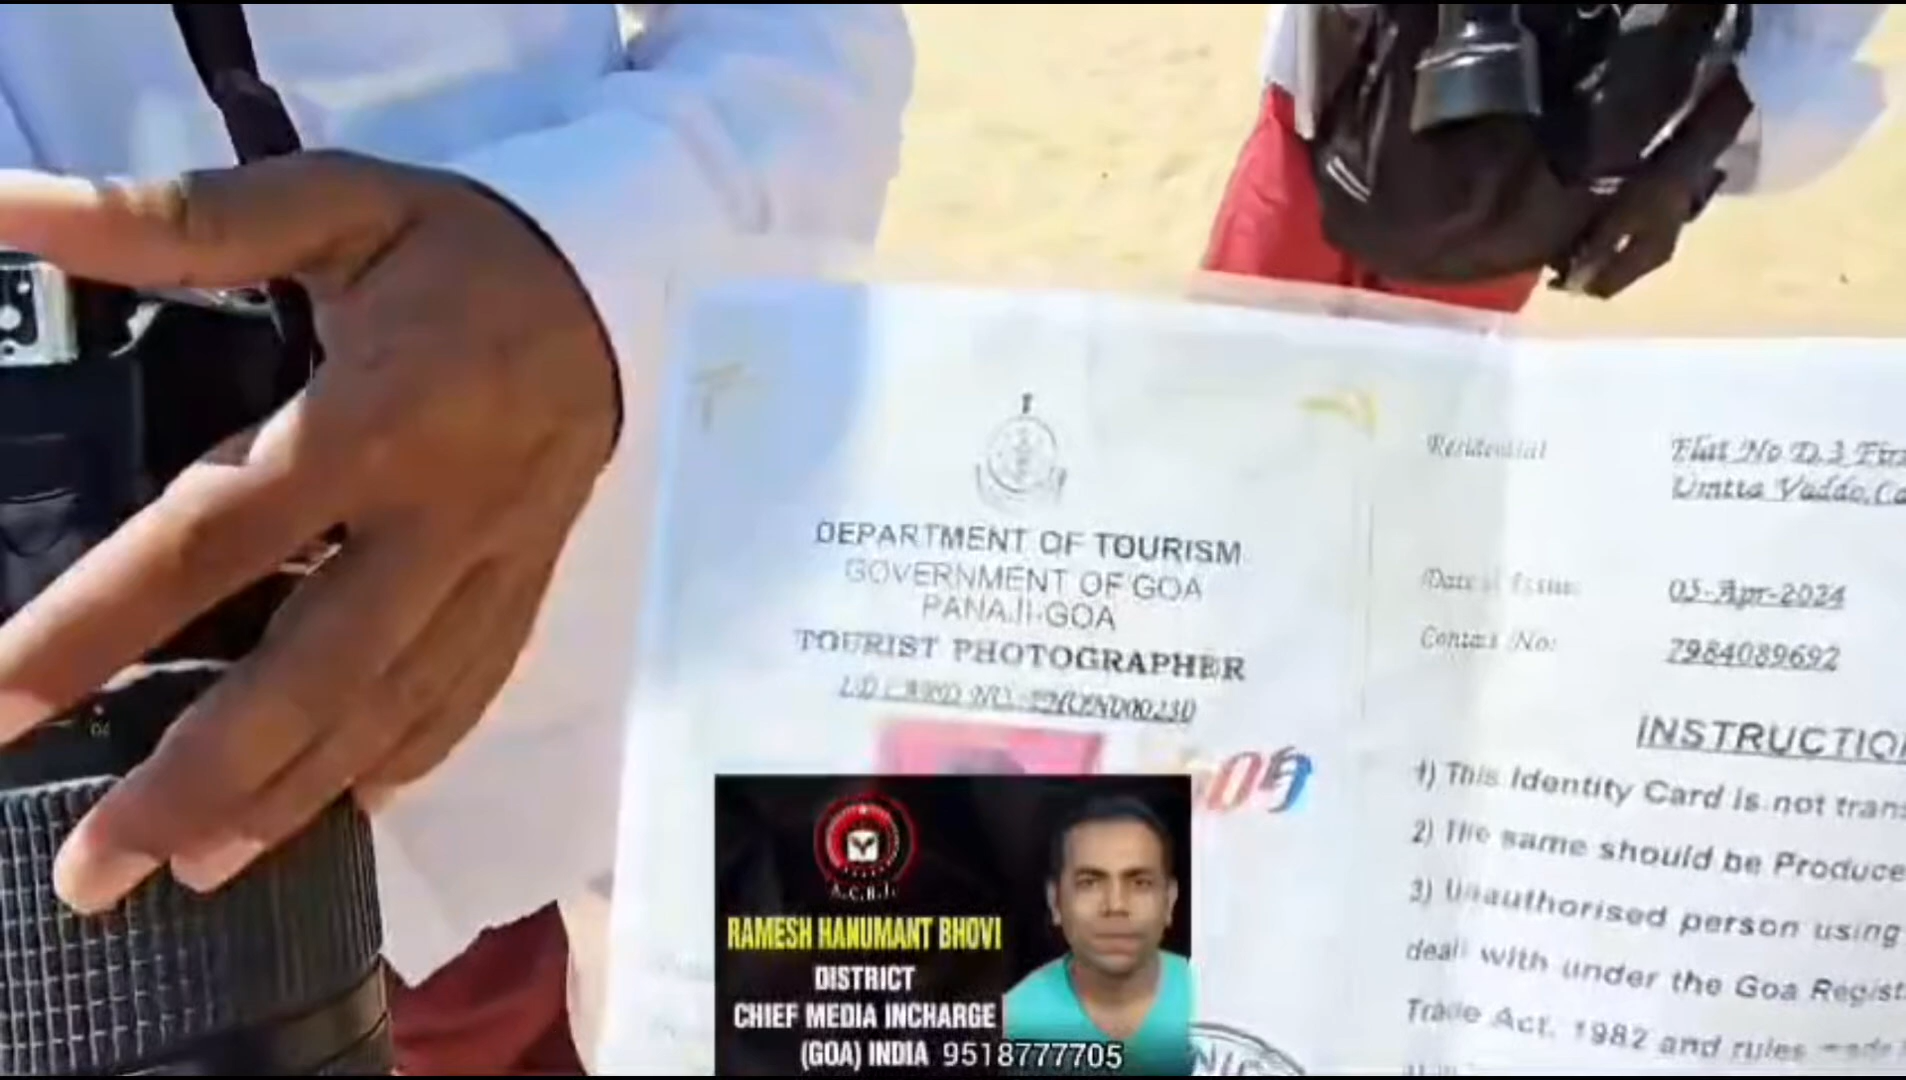 DEPARTMENT OF TOURISM
GOVERNMENT OF GOA
PANAJI-GOA
TOURIST PHOTOGRAPHER
Residential
Flat No D.3
Umtta Vaddo,
Date of Issue:
05-Apr-2024
Contact No:
7984089692
INSTRUCTIO
1) This Identity Card is not trans
2) The same should be Produce
3) Unauthorised person using
deal with under the Goa Regist
Trade Act, 1982 and rules made
A.C.B.I.
RAMESH HANUMANT BHOVI
DISTRICT
CHIEF MEDIA INCHARGE
(GOA) INDIA 9518777705